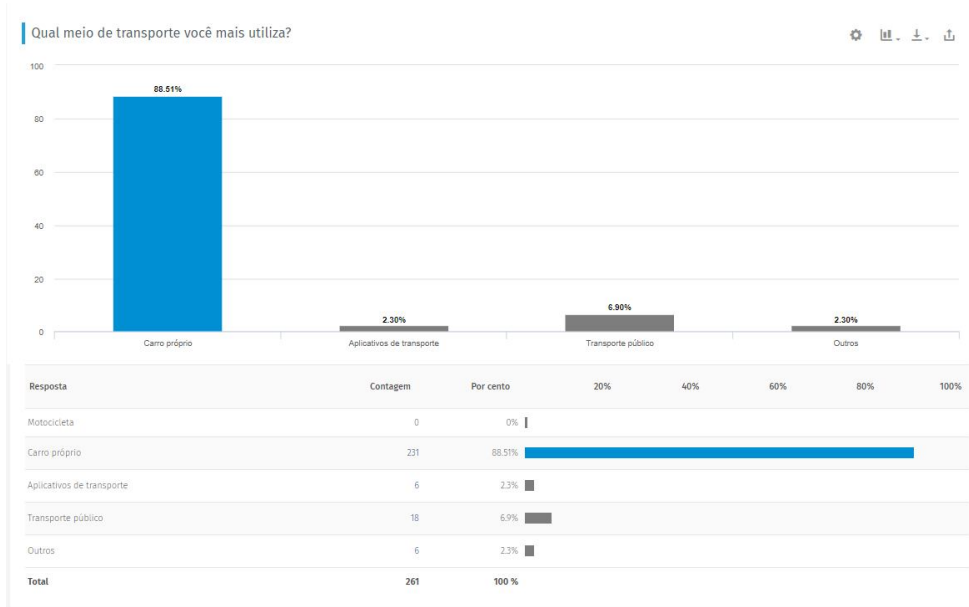 Qual meio de transporte você mais utiliza?
100
88.51%
80
60
40
20
6.90%
2.30%
2.30%
0
Carro próprio Aplicativos de transporte Transporte público Outros
Resposta Contagem Por cento 20% 40% 60% 80% 100%
Motocicleta 0 0%
Carro próprio 231 88.51%
Aplicativos de transporte 6 2.3%
Transporte público 18 6.9%
Outros 6 2.3%
Total 261 100 %